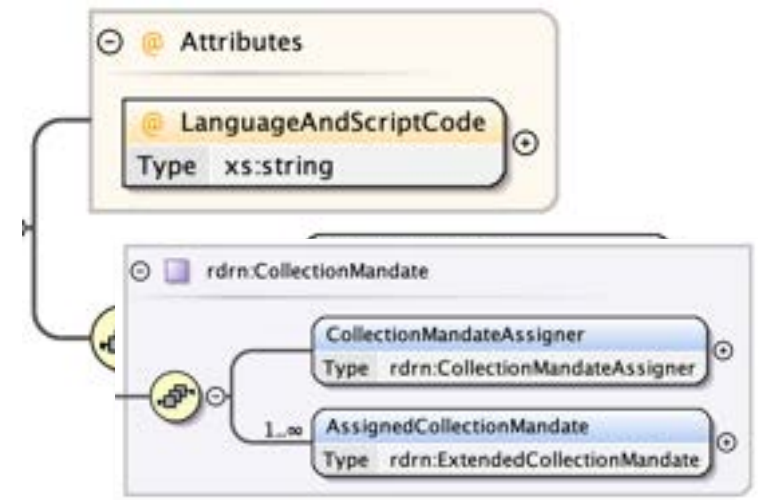 @ Attributes
@ LanguageAndScriptCode
Type xs:string
rdrn:CollectionMandate
CollectionMandateAssigner
Type rdrn:CollectionMandateAssigner
1..∞ AssignedCollectionMandate
Type rdrn:ExtendedCollectionMandate